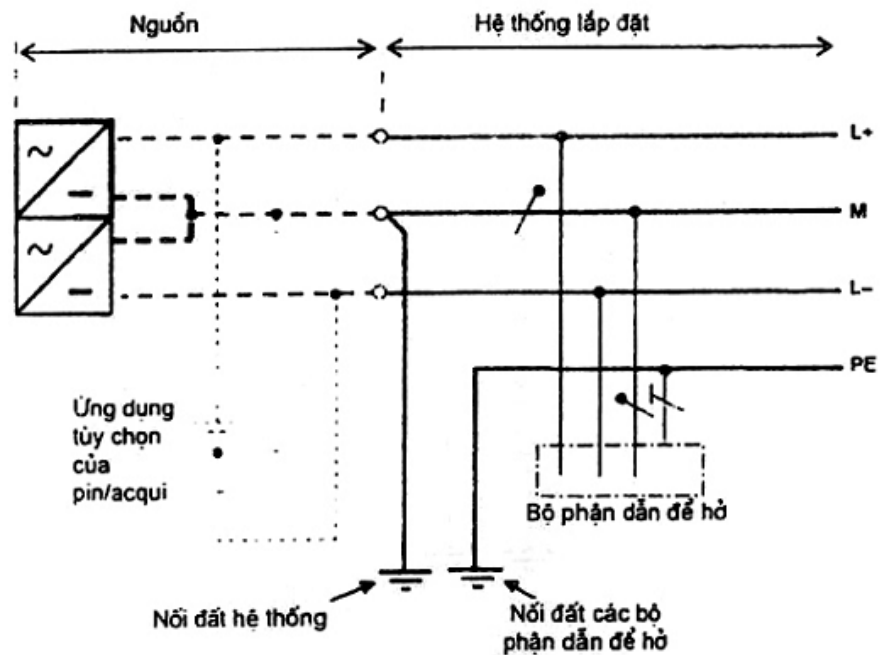 Nguồn
Hệ thống lắp đặt
L+
M
L–
PE
Ứng dụng
tùy chọn
của
pin/acqui
Bộ phận dẫn để hở
Nối đất hệ thống
Nối đất các bộ
phận dẫn để hở